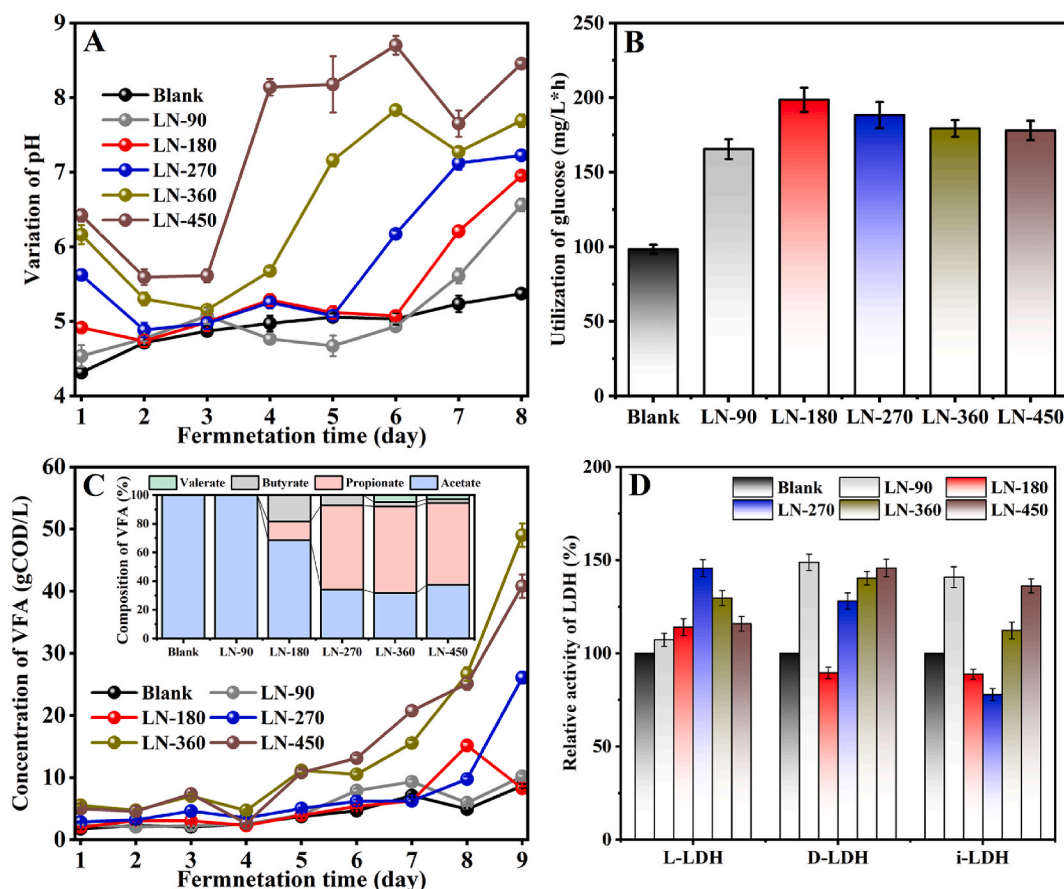 A
Variation of pH
9
8
7
6
5
4
Blank
LN-90
LN-180
LN-270
LN-360
LN-450
1 2 3 4 5 6 7 8
Fermnetation time (day)
B
Utilization of glucose (mg/L*h)
250
200
150
100
50
0
Blank LN-90 LN-180 LN-270 LN-360 LN-450
C
Concentration of VFA (gCOD/L)
60
50
40
30
20
10
0
Valerate Butyrate Propionate Acetate
Composition of VFA (%)
100
80
60
40
20
0
Blank LN-90 LN-180 LN-270 LN-360 LN-450
Blank LN-90
LN-180 LN-270
LN-360 LN-450
1 2 3 4 5 6 7 8 9
Fermnetation time (day)
D
Relative activity of LDH (%)
200
150
100
50
0
Blank LN-90 LN-180
LN-270 LN-360 LN-450
L-LDH D-LDH i-LDH